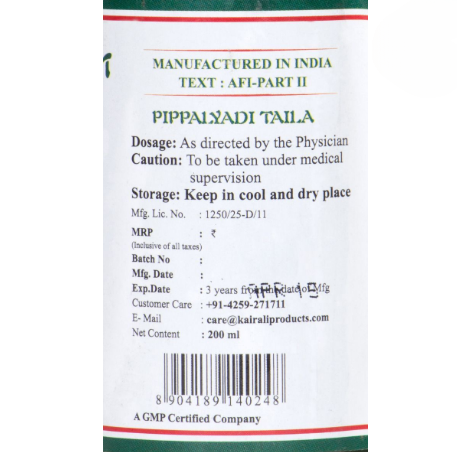 MANUFACTURED IN INDIA
TEXT : AFI-PART II
PIPPALYADI TAILA
Dosage: As directed by the Physician
Caution: To be taken under medical
supervision
Storage: Keep in cool and dry place
Mfg. Lic. No. : 1250/25-D/11
MRP : ₹
(Inclusive of all taxes)
Batch No :
Mfg. Date :
Exp.Date : 3 years from the date of Mfg
Customer Care : +91-4259-271711
E- Mail : care@kairaliproducts.com
Net Content : 200 ml
8 904189 140248
A GMP Certified Company